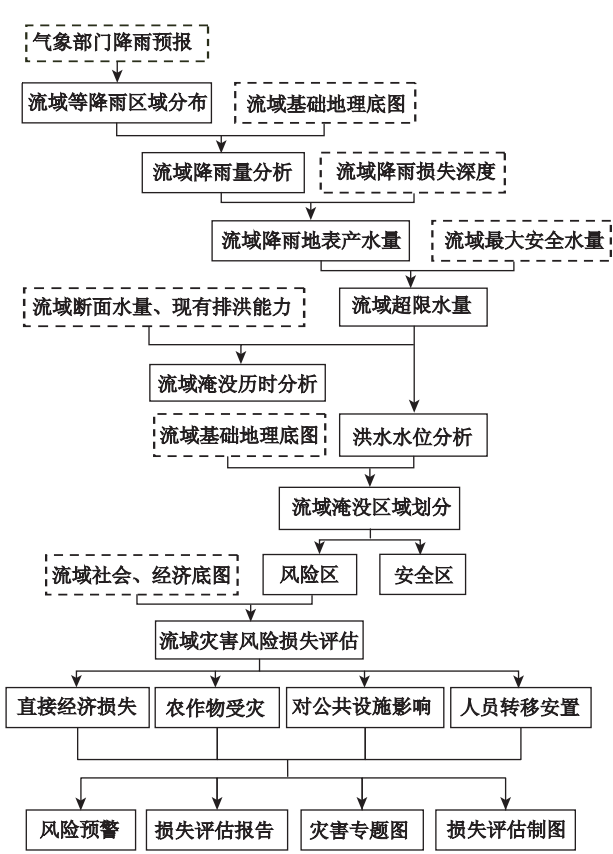 气象部门降雨预报
流域等降雨区域分布
流域基础地理底图
流域降雨量分析
流域降雨损失深度
流域降雨地表产水量
流域最大安全水量
流域断面水量、现有排洪能力
流域超限水量
流域淹没历时分析
流域基础地理底图
洪水水位分析
流域淹没区域划分
风险区
安全区
流域社会、经济底图
流域灾害风险损失评估
直接经济损失
农作物受灾
对公共设施影响
人员转移安置
风险预警
损失评估报告
灾害专题图
损失评估制图